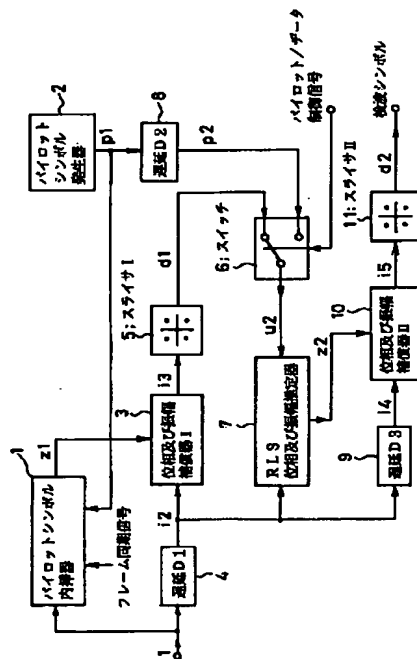 1
パイロットシンボル
内挿器
フレーム同期信号
2
パイロット
シンボル
発生器
p1
8
遅延D2
p2
z1
3
位相及び振幅
補償器I
i3
5;スライサI
d1
4
遅延D1
i2
6;スイッチ
パイロット/データ
制御信号
u2
7
RLS
位相及び振幅推定器
z2
9
遅延D3
i4
10
位相及び振幅
補償器II
i5
11;スライサII
d2
検波シンボル